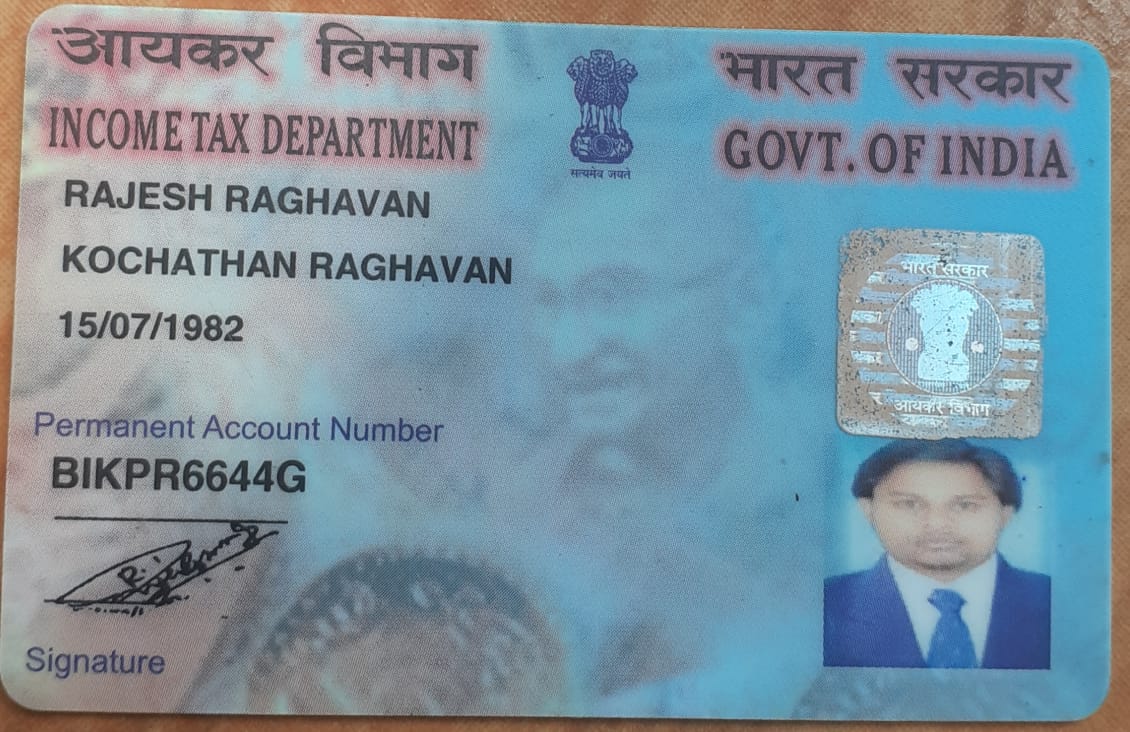 आयकर विभाग
भारत सरकार
INCOME TAX DEPARTMENT
GOVT. OF INDIA
सत्यमेव जयते
RAJESH RAGHAVAN
KOCHATHAN RAGHAVAN
15/07/1982
भारत सरकार
आयकर विभाग
Permanent Account Number
BIKPR6644G
Signature